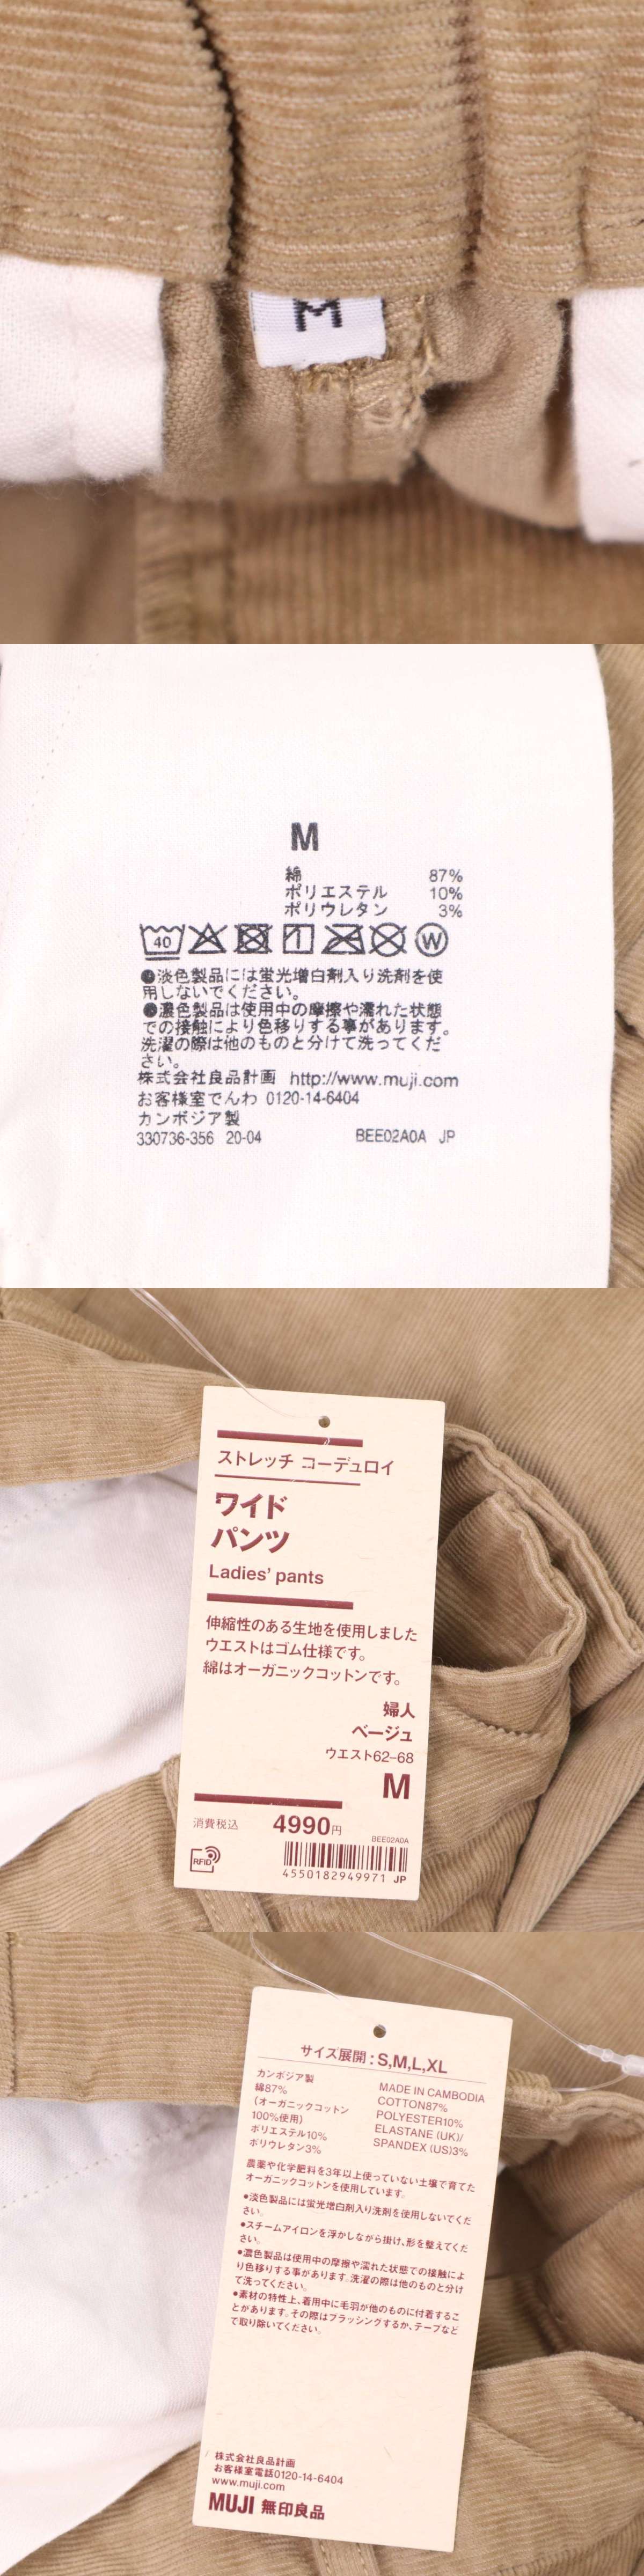 M
M
綿 87%
ポリエステル 10%
ポリウレタン 3%
40 W
●淡色製品には蛍光増白剤入り洗剤を使
用しないでください。
●濃色製品は使用中の摩擦や濡れた状態
での接触により色移りする事があります。
洗濯の際は他のものと分けて洗ってくだ
さい。
株式会社良品計画 http://www.muji.com
お客様室でんわ 0120-14-6404
カンボジア製
330736-356 20-04 BEE02A0A JP
ストレッチ コーデュロイ
ワイド
パンツ
Ladies' pants
伸縮性のある生地を使用しました
ウエストはゴム仕様です。
綿はオーガニックコットンです。
婦人
ベージュ
ウエスト62–68
M
消費税込 4990円
BEE02A0A
RFID
4550182949971 JP
サイズ展開：S,M,L,XL
カンボジア製
綿87%
(オーガニックコットン
100%使用)
ポリエステル10%
ポリウレタン3%
MADE IN CAMBODIA
COTTON87%
POLYESTER10%
ELASTANE (UK)/
SPANDEX (US)3%
農薬や化学肥料を3年以上使っていない土壌で育てた
オーガニックコットンを使用しています。
●淡色製品には蛍光増白剤入り洗剤を使用しないでくだ
さい。
●スチームアイロンを浮かしながら掛け、形を整えてくだ
さい。
●濃色製品は使用中の摩擦や濡れた状態での接触によ
り色移りする事があります。洗濯の際は他のものと分け
て洗ってください。
●素材の特性上、着用中に毛羽が他のものに付着するこ
とがあります。その際はブラッシングするか、テープなど
で取り除いてください。
株式会社良品計画
お客様室電話0120-14-6404
www.muji.com
MUJI 無印良品